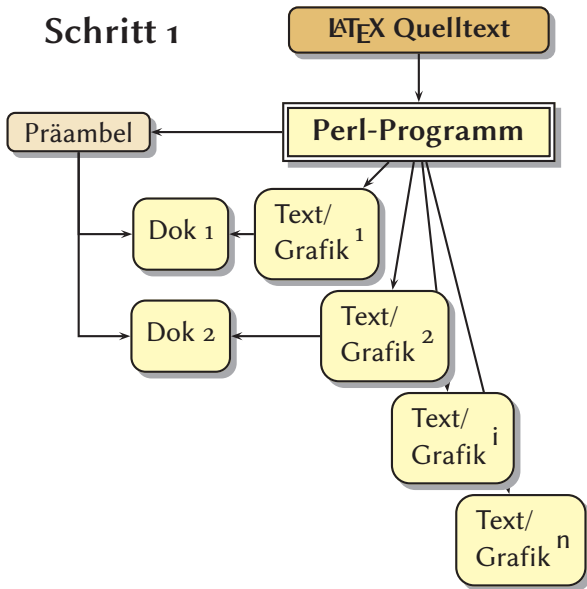 Schritt 1
LATEX Quelltext
Perl-Programm
Präambel
Dok 1
Text/
Grafik 1
Dok 2
Text/
Grafik 2
Text/
Grafik i
Text/
Grafik n